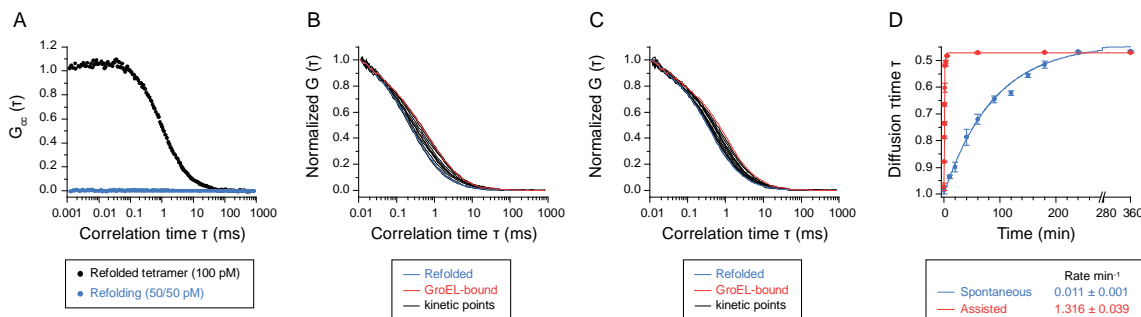 A
B
C
D
G_cc (τ)
1.2
1.0
0.8
0.6
0.4
0.2
0.0
0.001 0.01 0.1 1 10 100 1000
Correlation time τ (ms)
Refolded tetramer (100 pM)
Refolding (50/50 pM)
Normalized G (τ)
1.0
0.8
0.6
0.4
0.2
0.0
0.01 0.1 1 10 100 1000
Correlation time τ (ms)
Refolded
GroEL-bound
kinetic points
Normalized G (τ)
1.0
0.8
0.6
0.4
0.2
0.0
0.01 0.1 1 10 100 1000
Correlation time τ (ms)
Refolded
GroEL-bound
kinetic points
Diffusion τtime τ
0.5
0.6
0.7
0.8
0.9
1.0
0 60 120 180 240 280 360
Time (min)
Rate min⁻¹
Spontaneous 0.011 ± 0.001
Assisted 1.316 ± 0.039